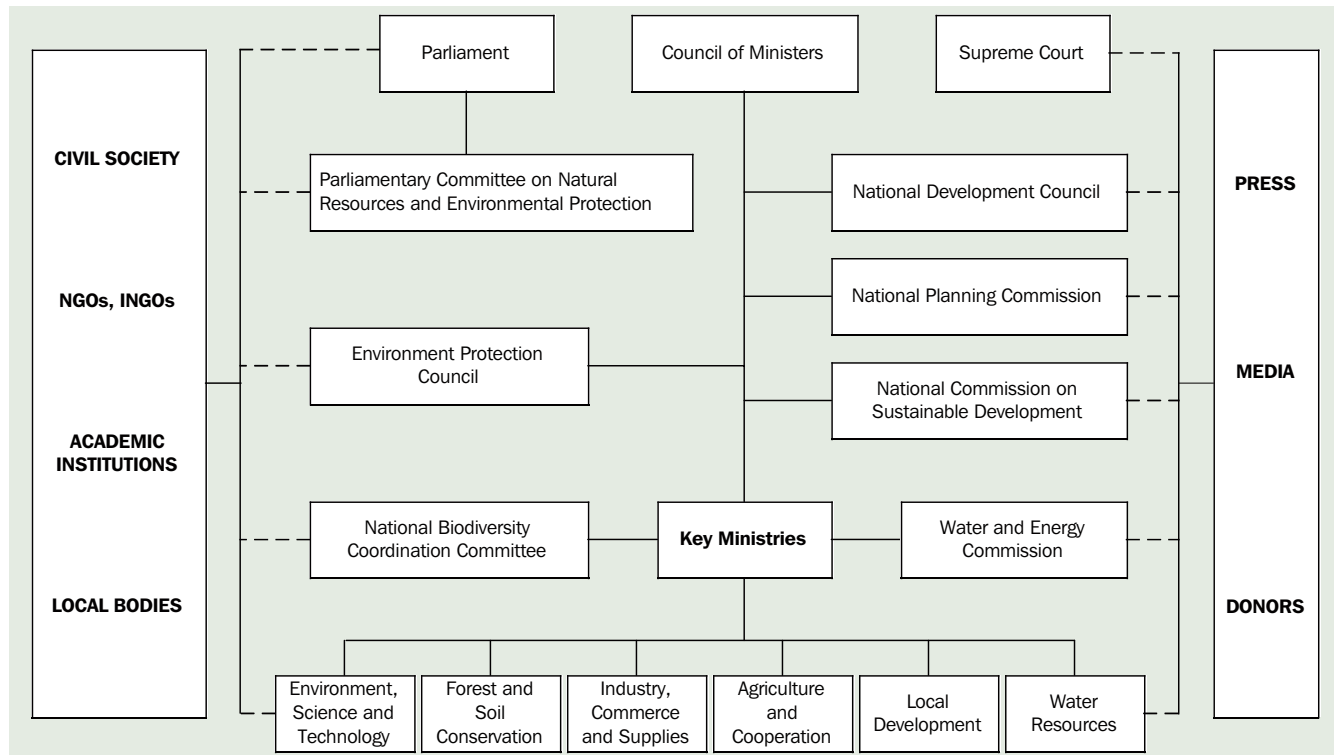 Parliament
Council of Ministers
Supreme Court
CIVIL SOCIETY
NGOs, INGOs
ACADEMIC
INSTITUTIONS
LOCAL BODIES
Parliamentary Committee on Natural
Resources and Environmental Protection
National Development Council
National Planning Commission
Environment Protection
Council
National Commission on
Sustainable Development
National Biodiversity
Coordination Committee
Key Ministries
Water and Energy
Commission
Environment,
Science and
Technology
Forest and
Soil
Conservation
Industry,
Commerce
and Supplies
Agriculture
and
Cooperation
Local
Development
Water
Resources
PRESS
MEDIA
DONORS